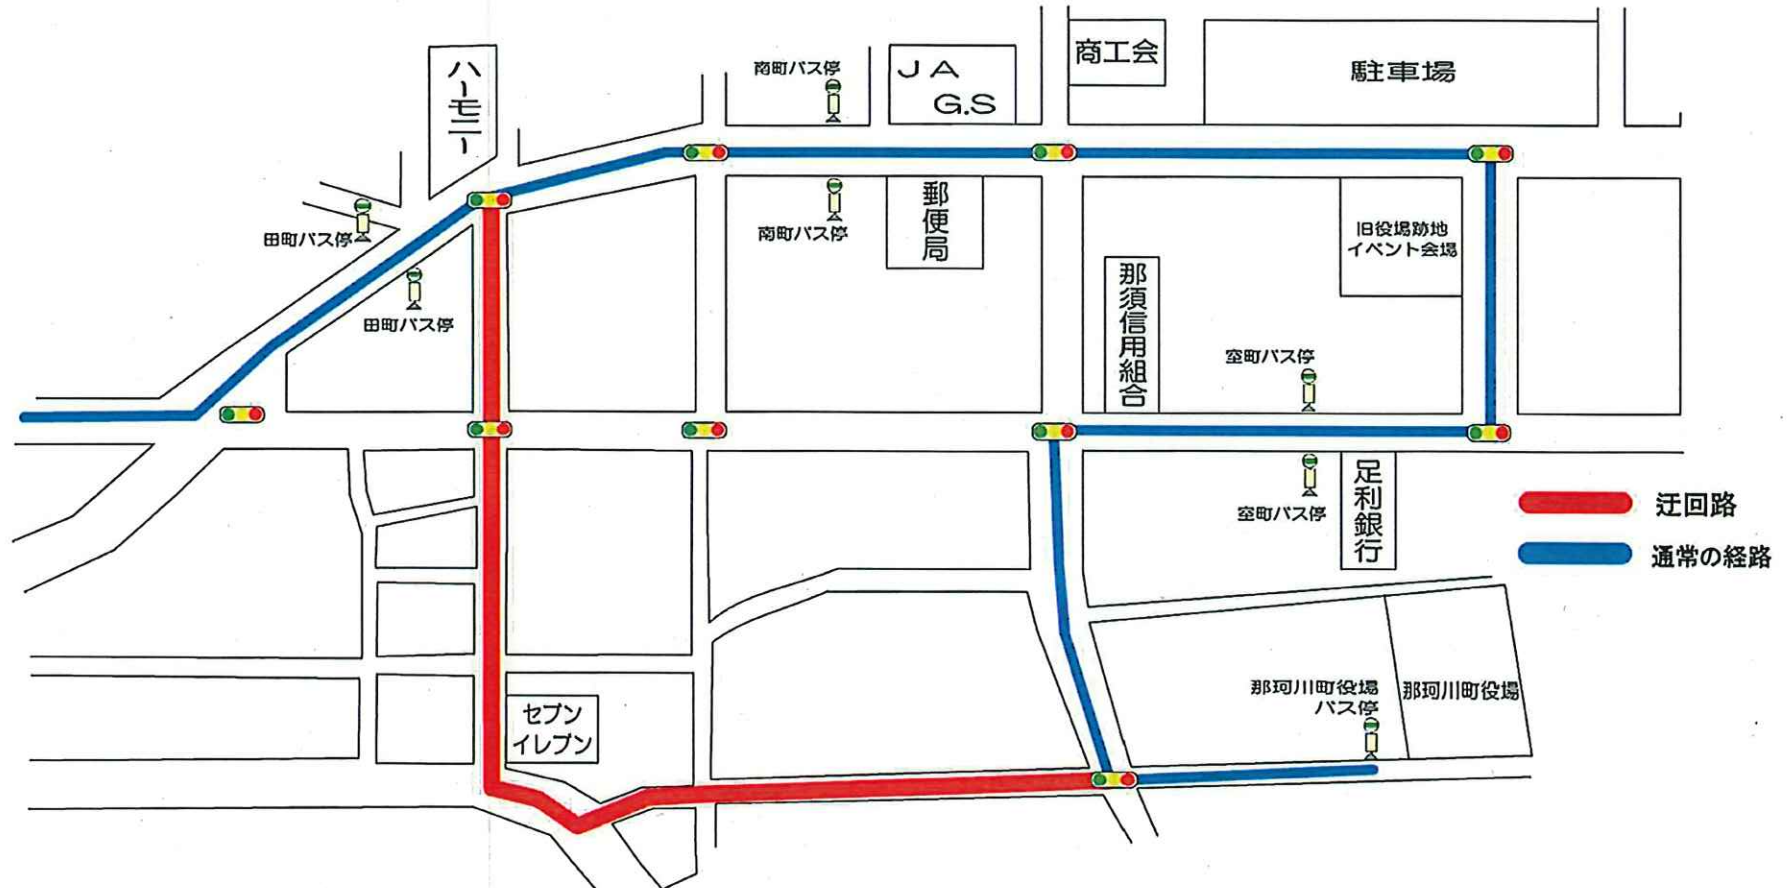 ハーモニー
南町バス停
JA
G.S
商工会
駐車場
田町バス停
田町バス停
南町バス停
郵便局
那須信用組合
旧役場跡地
イベント会場
室町バス停
室町バス停
足利銀行
迂回路
通常の経路
セブン
イレブン
那珂川町役場
バス停
那珂川町役場